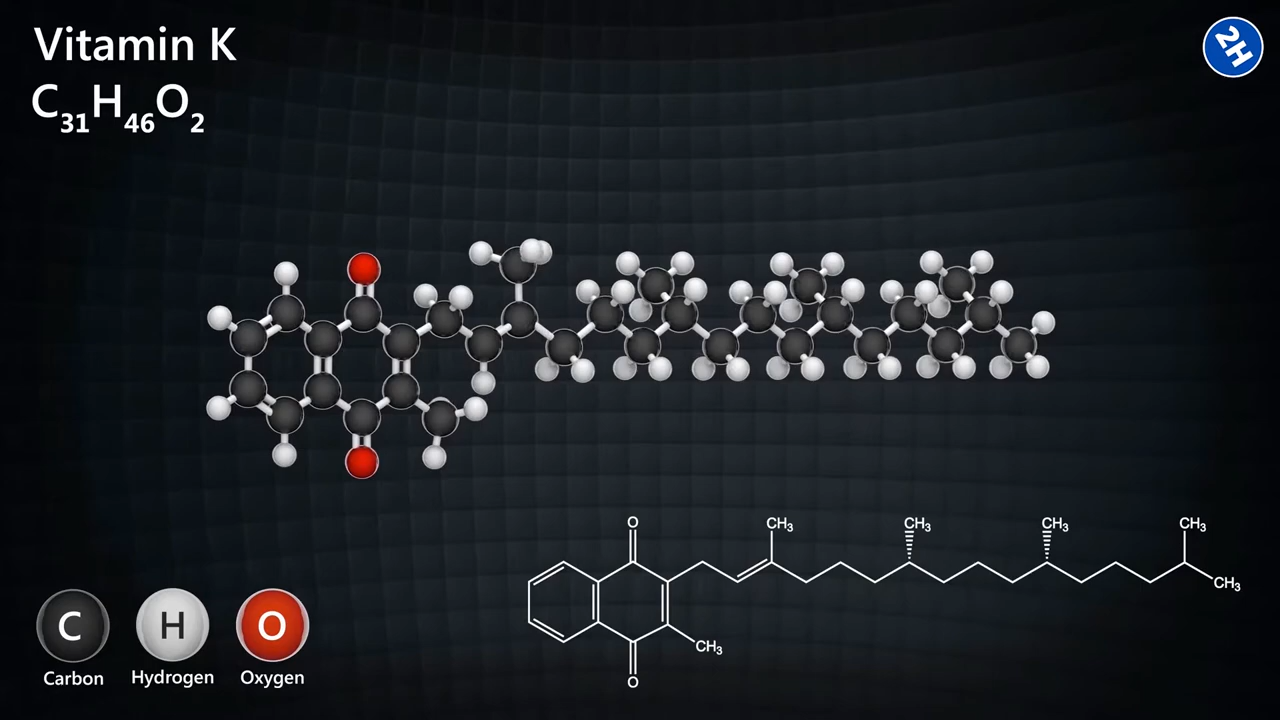 Vitamin K
C31H46O2
2H
O
CH3
CH3
CH3
CH3
CH3
CH3
O
C
H
O
Carbon
Hydrogen
Oxygen